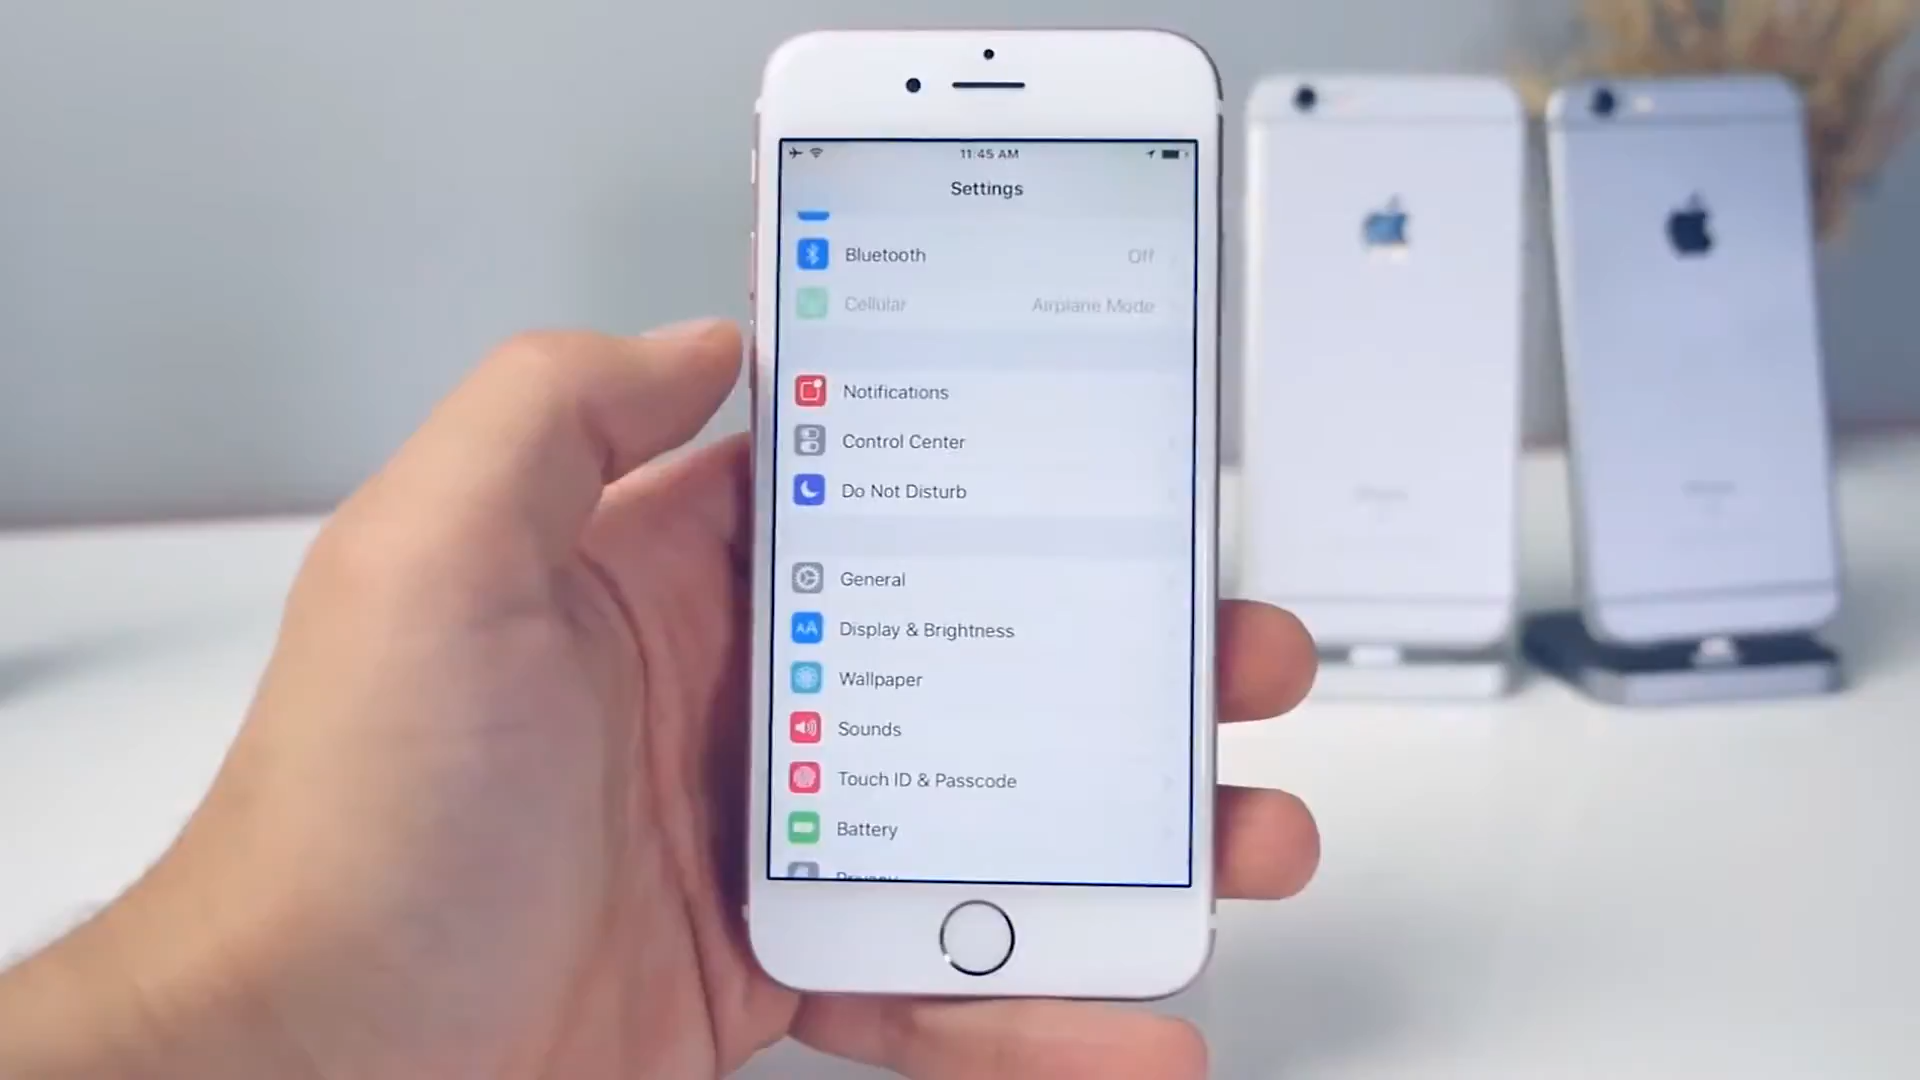 11:45 AM
Settings
Bluetooth Off
Cellular Airplane Mode
Notifications
Control Center
Do Not Disturb
General
Display & Brightness
Wallpaper
Sounds
Touch ID & Passcode
Battery
Privacy